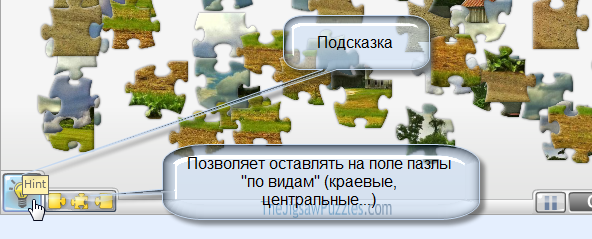 Подсказка
Hint
Позволяет оставлять на поле пазлы
"по видам" (краевые,
центральные...)
TheJigsawPuzzles.com